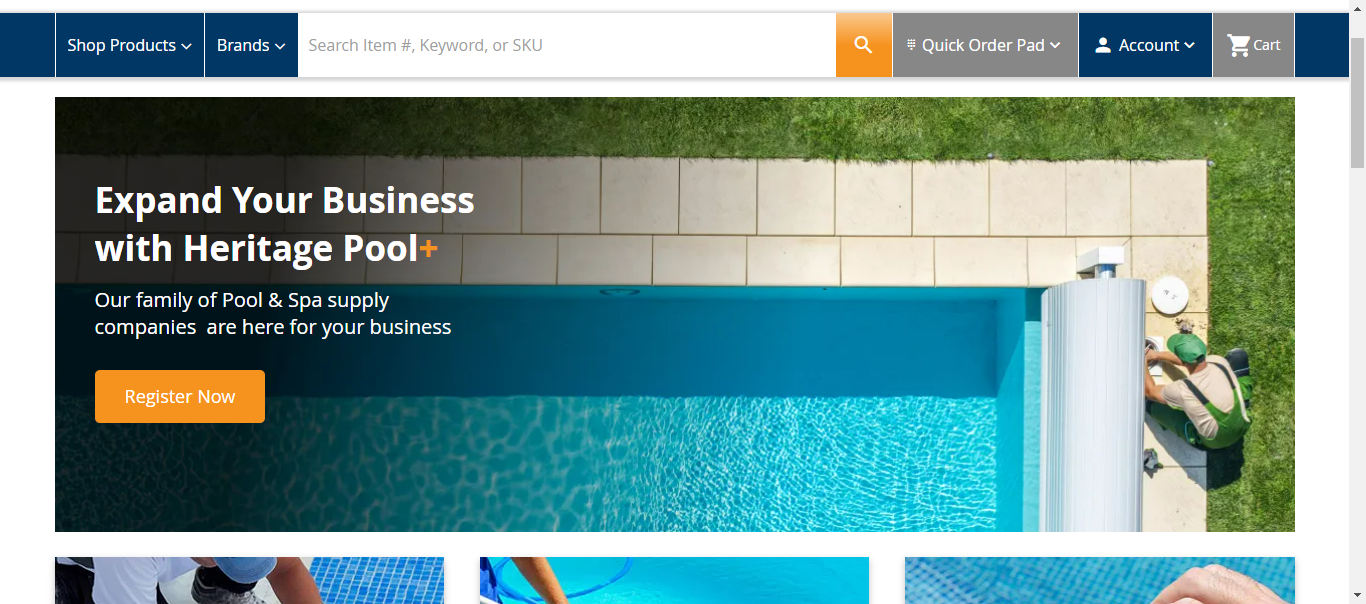 Shop Products
Brands
Search Item #, Keyword, or SKU
Quick Order Pad
Account
Cart
Expand Your Business
with Heritage Pool+
Our family of Pool & Spa supply
companies are here for your business
Register Now